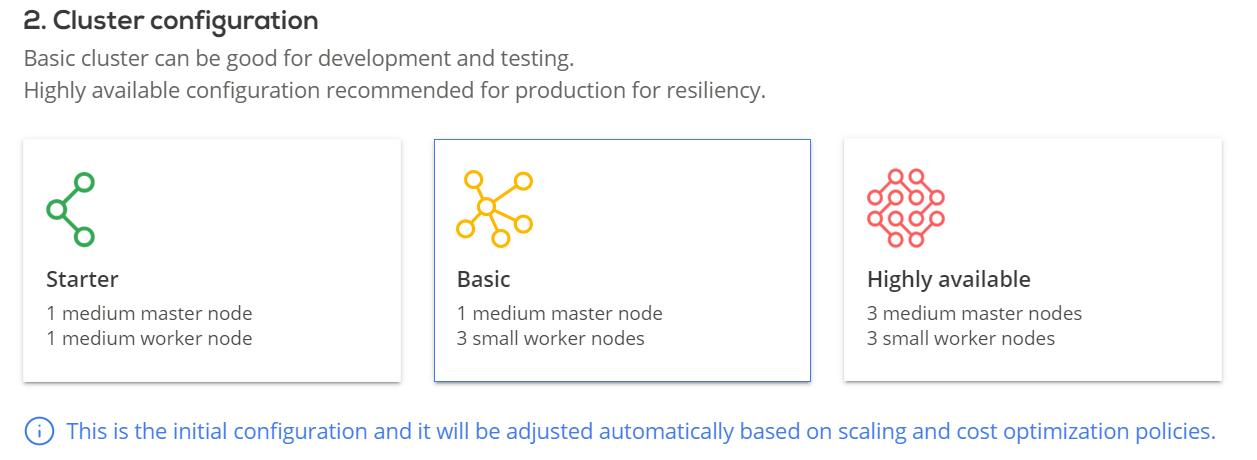 2. Cluster configuration
Basic cluster can be good for development and testing.
Highly available configuration recommended for production for resiliency.
Starter
1 medium master node
1 medium worker node
Basic
1 medium master node
3 small worker nodes
Highly available
3 medium master nodes
3 small worker nodes
This is the initial configuration and it will be adjusted automatically based on scaling and cost optimization policies.